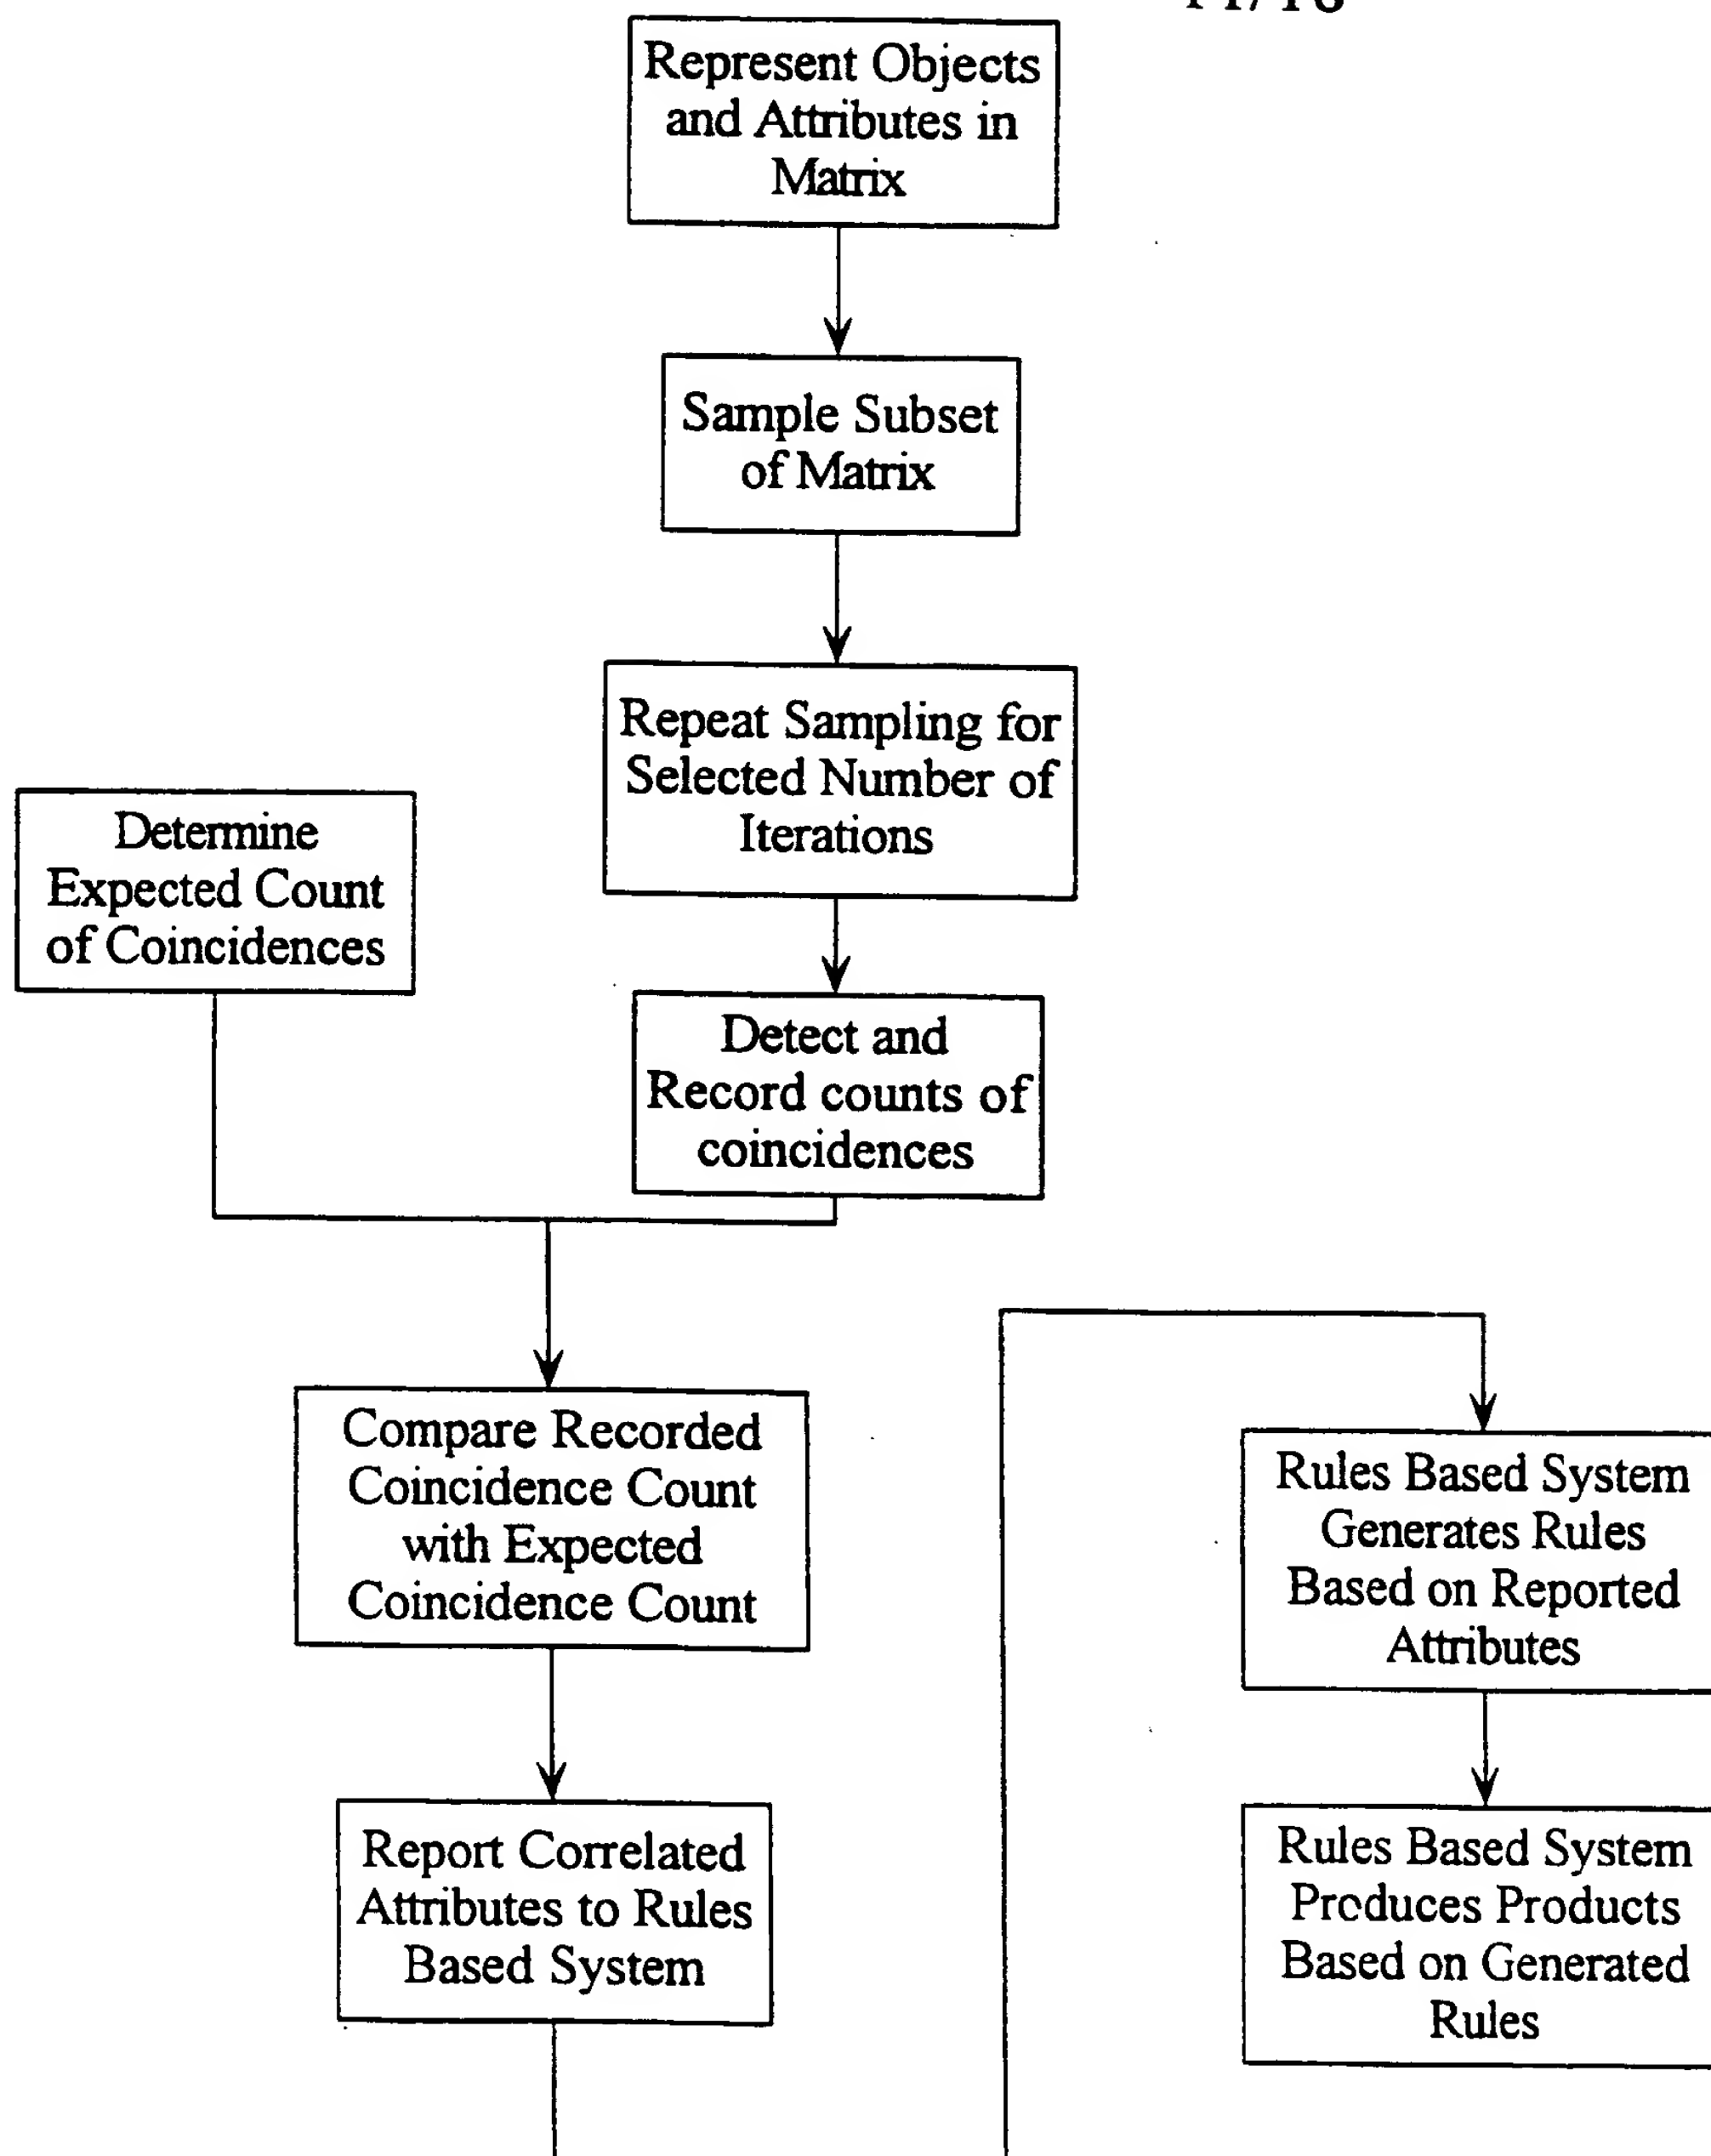 Represent Objects
and Attributes in
Matrix
Sample Subset
of Matrix
Repeat Sampling for
Selected Number of
Iterations
Determine
Expected Count
of Coincidences
Detect and
Record counts of
coincidences
Compare Recorded
Coincidence Count
with Expected
Coincidence Count
Rules Based System
Generates Rules
Based on Reported
Attributes
Report Correlated
Attributes to Rules
Based System
Rules Based System
Produces Products
Based on Generated
Rules